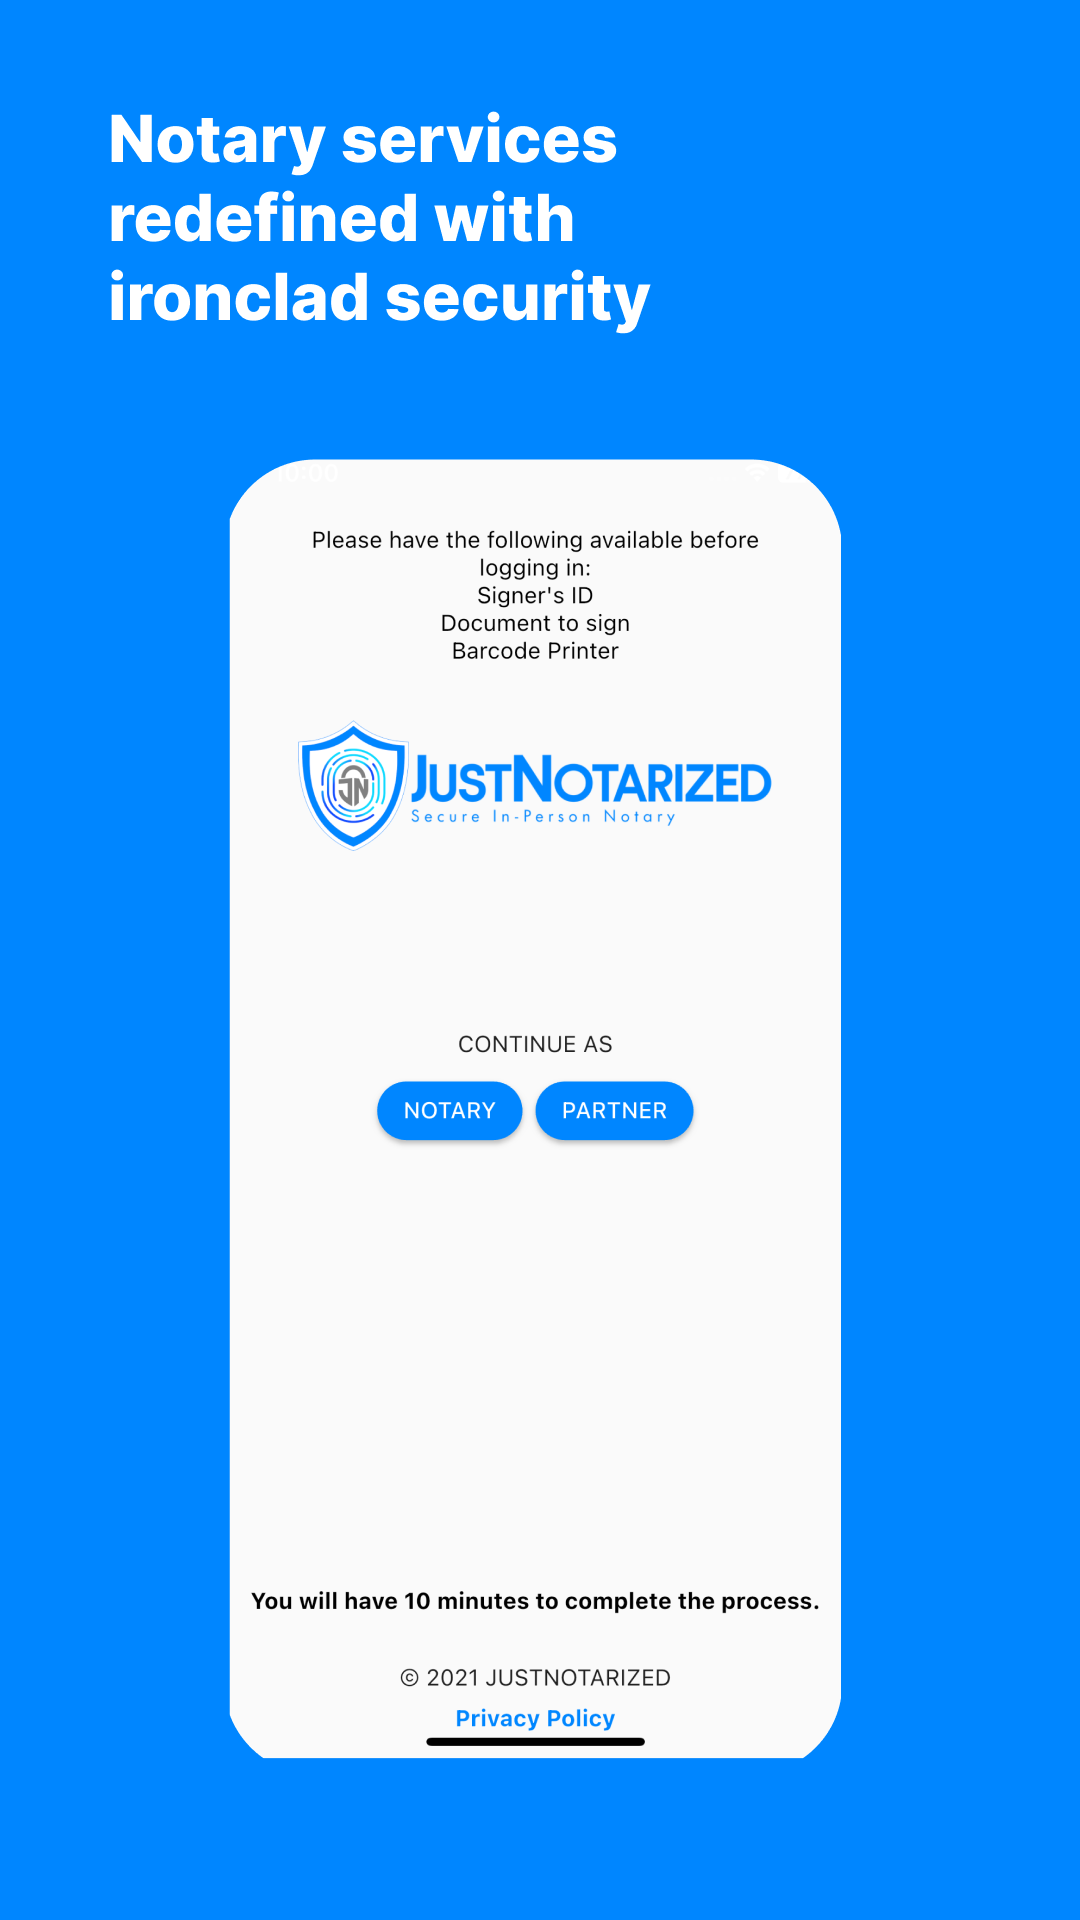 Notary services
redefined with
ironclad security
Please have the following available before
logging in:
Signer's ID
Document to sign
Barcode Printer
JN
JUSTNOTARIZED
Secure In-Person Notary
CONTINUE AS
NOTARY PARTNER
You will have 10 minutes to complete the process.
© 2021 JUSTNOTARIZED
Privacy Policy